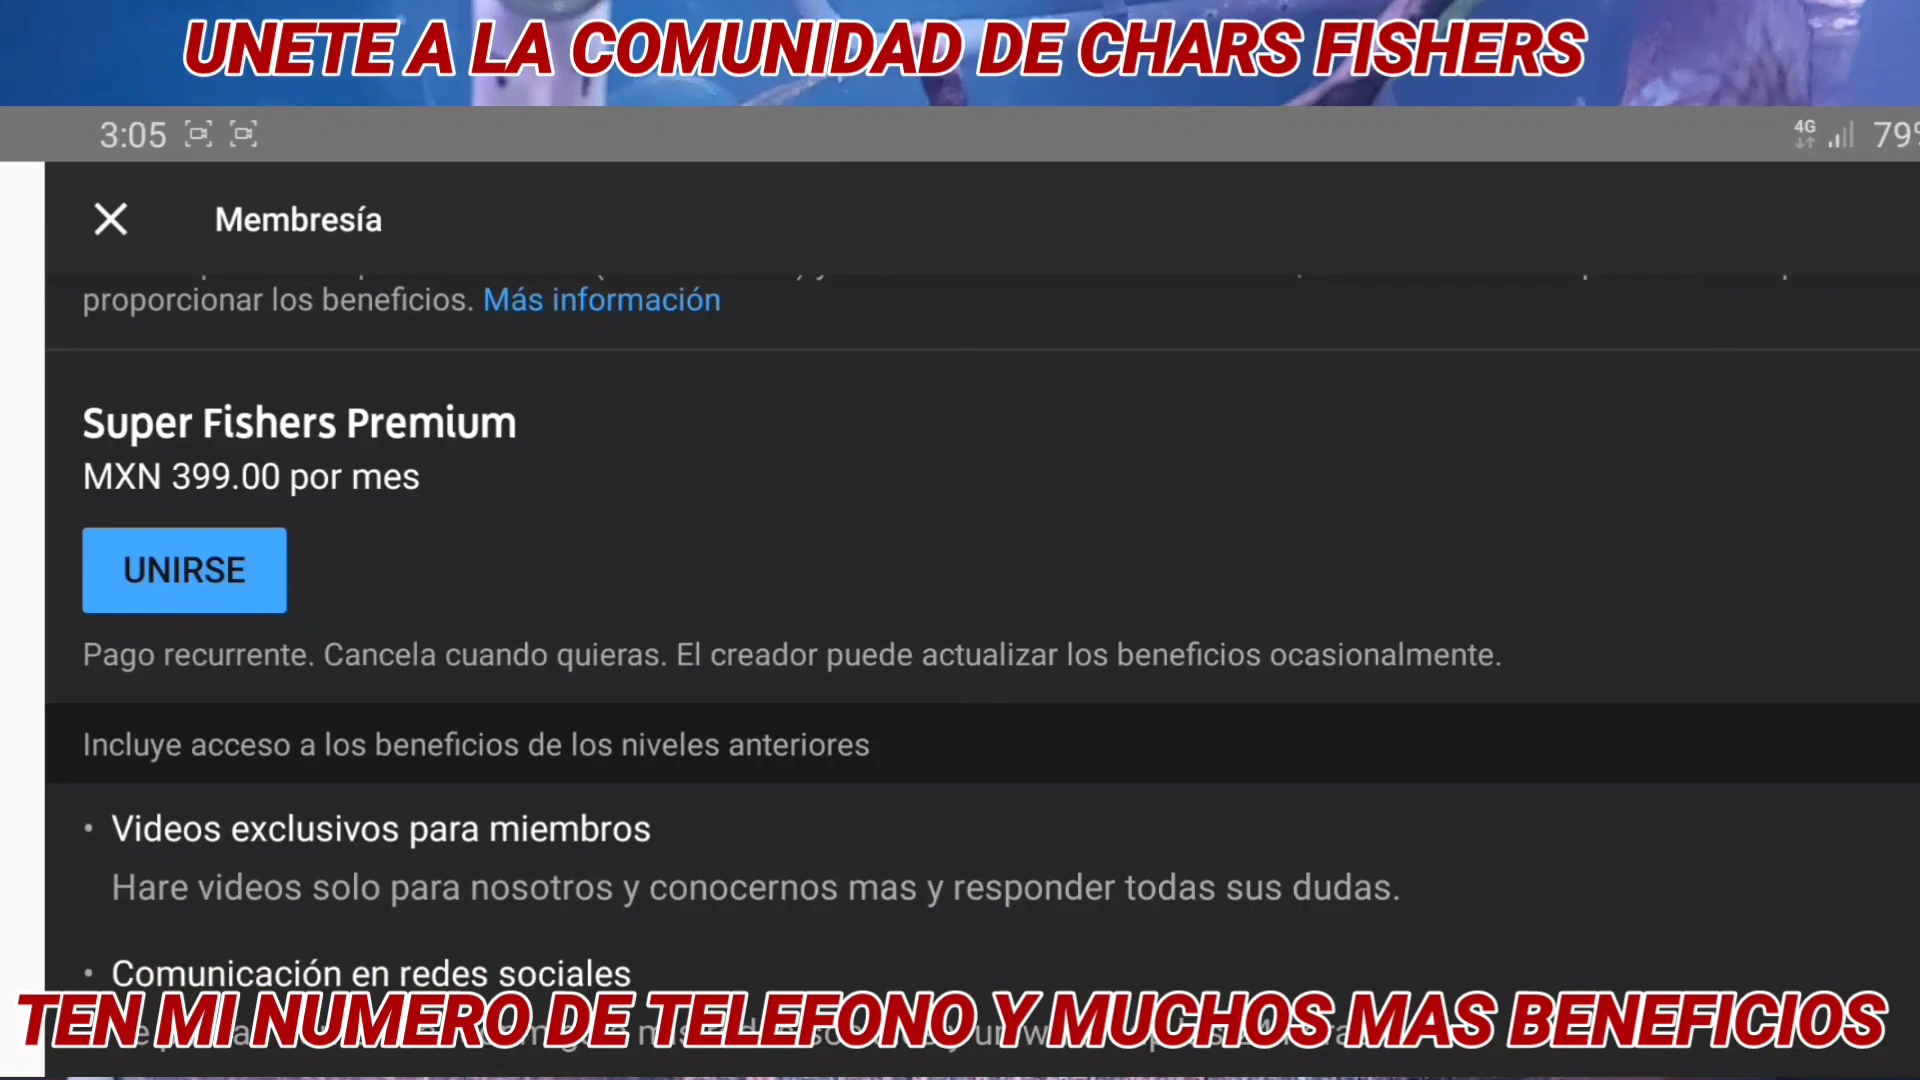 UNETE A LA COMUNIDAD DE CHARS FISHERS
3:05 4G 79%
Membresía
proporcionar los beneficios. Más información
Super Fishers Premium
MXN 399.00 por mes
UNIRSE
Pago recurrente. Cancela cuando quieras. El creador puede actualizar los beneficios ocasionalmente.
Incluye acceso a los beneficios de los niveles anteriores
• Videos exclusivos para miembros
Hare videos solo para nosotros y conocernos mas y responder todas sus dudas.
• Comunicación en redes sociales
TEN MI NUMERO DE TELEFONO Y MUCHOS MAS BENEFICIOS